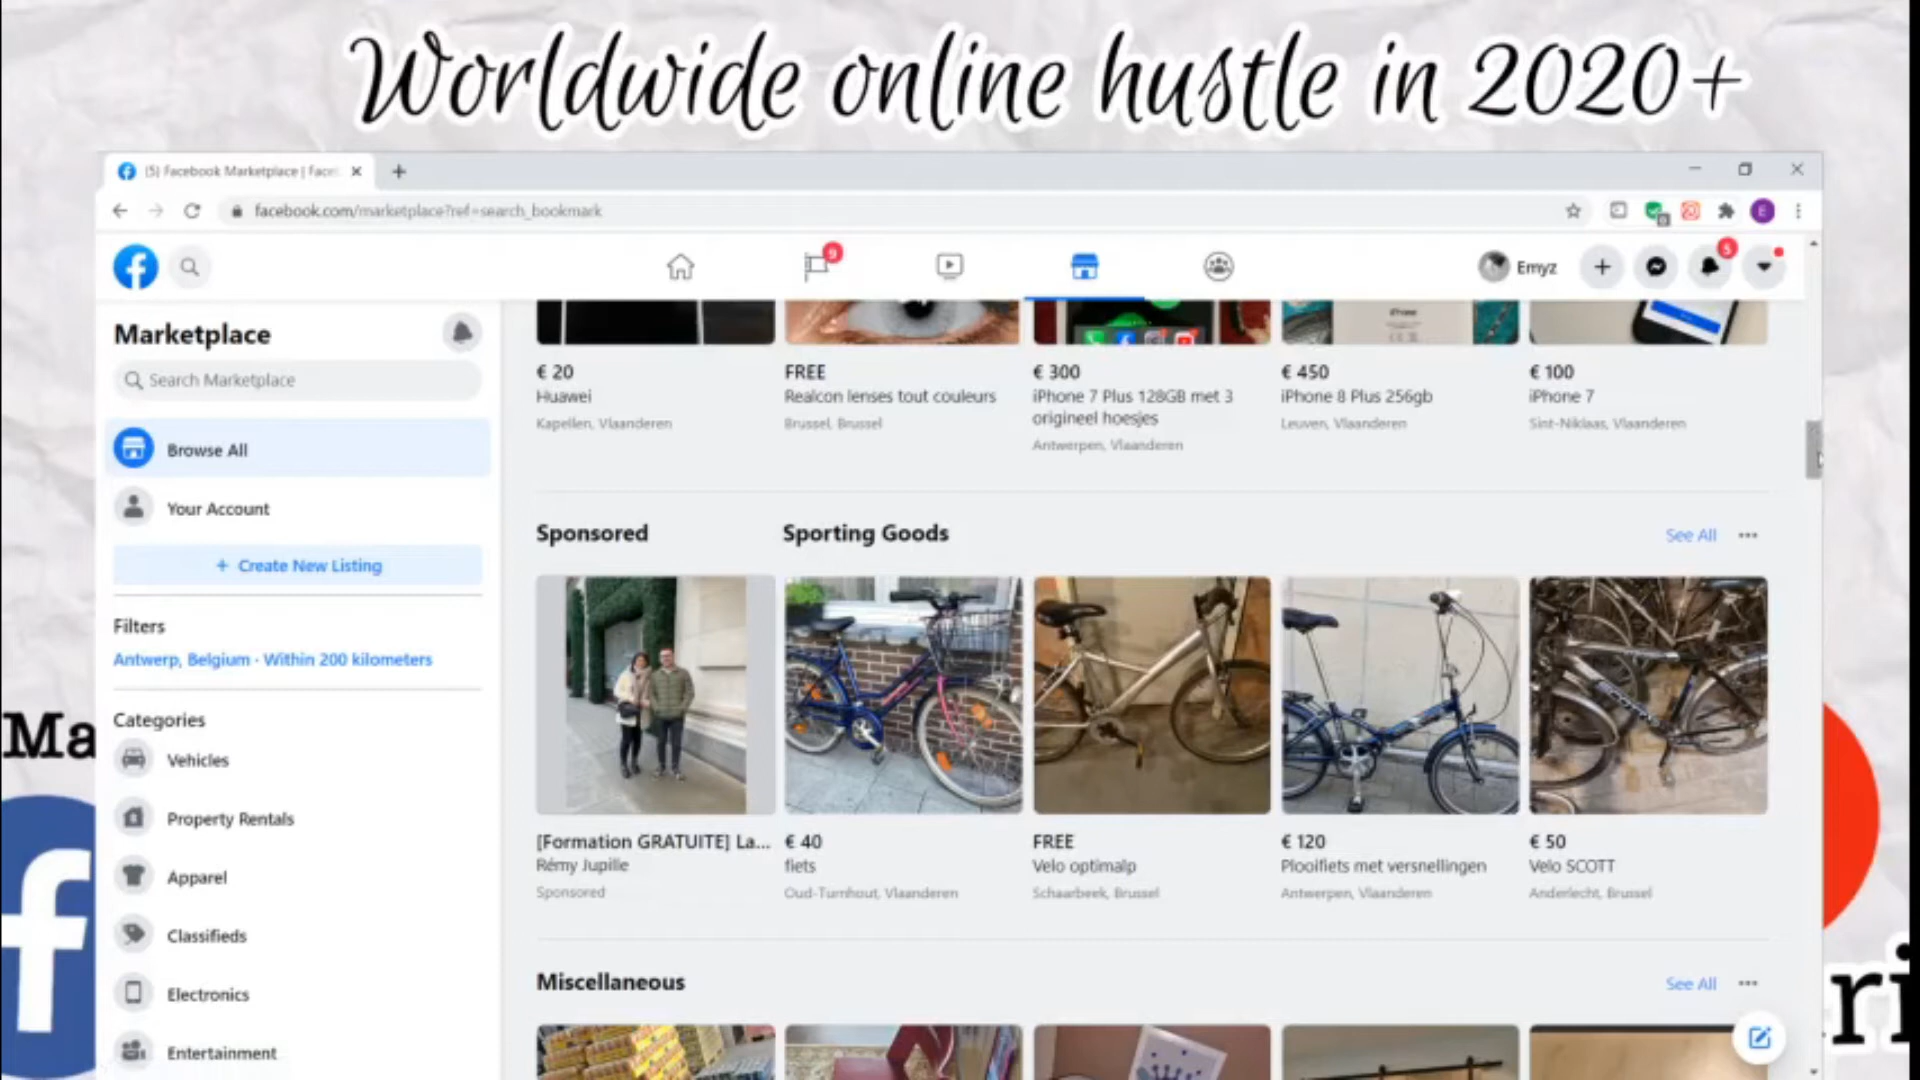 Worldwide online hustle in 2020+
(5) Facebook Marketplace | Face
facebook.com/marketplace?ref=search_bookmark
E
9
Emyz
5
Marketplace
Search Marketplace
Browse All
Your Account
+ Create New Listing
Filters
Antwerp, Belgium · Within 200 kilometers
Categories
Vehicles
Property Rentals
Apparel
Classifieds
Electronics
Entertainment
€ 20
Huawei
Kapellen, Vlaanderen
FREE
Realcon lenses tout couleurs
Brussel, Brussel
€ 300
iPhone 7 Plus 128GB met 3
origineel hoesjes
Antwerpen, Vlaanderen
€ 450
iPhone 8 Plus 256gb
Leuven, Vlaanderen
€ 100
iPhone 7
Sint-Niklaas, Vlaanderen
Sponsored
Sporting Goods
See All
[Formation GRATUITE] La...
Rémy Jupille
Sponsored
€ 40
fiets
Oud-Turnhout, Vlaanderen
FREE
Velo optimalp
Schaarbeek, Brussel
€ 120
Plooifiets met versnellingen
Antwerpen, Vlaanderen
€ 50
Velo SCOTT
Anderlecht, Brussel
Miscellaneous
See All
Ma
ri